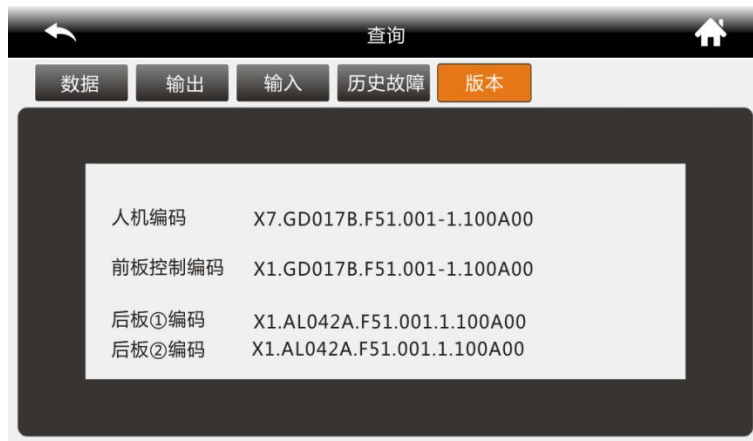 查询
数据 输出 输入 历史故障 版本
人机编码 X7.GD017B.F51.001-1.100A00
前板控制编码 X1.GD017B.F51.001-1.100A00
后板①编码 X1.AL042A.F51.001.1.100A00
后板②编码 X1.AL042A.F51.001.1.100A00